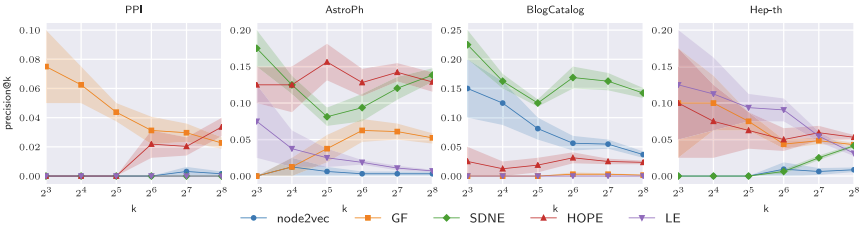 PPI
AstroPh
BlogCatalog
Hep-th
precision@k
0.10
0.08
0.06
0.04
0.02
0.00
0.20
0.15
0.10
0.05
0.00
0.25
0.20
0.15
0.10
0.05
0.00
0.20
0.15
0.10
0.05
0.00
2^3 2^4 2^5 2^6 2^7 2^8
2^3 2^4 2^5 2^6 2^7 2^8
2^3 2^4 2^5 2^6 2^7 2^8
2^3 2^4 2^5 2^6 2^7 2^8
k k k k
node2vec GF SDNE HOPE LE